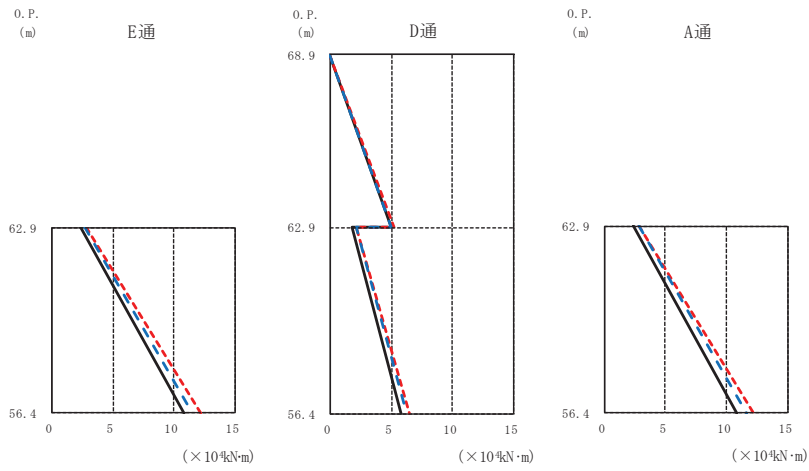 O.P.
(m)
E通
62.9
56.4
0 5 10 15
(×10⁴kN·m)
O.P.
(m)
D通
68.9
62.9
56.4
0 5 10 15
(×10⁴kN·m)
O.P.
(m)
A通
62.9
56.4
0 5 10 15
(×10⁴kN·m)